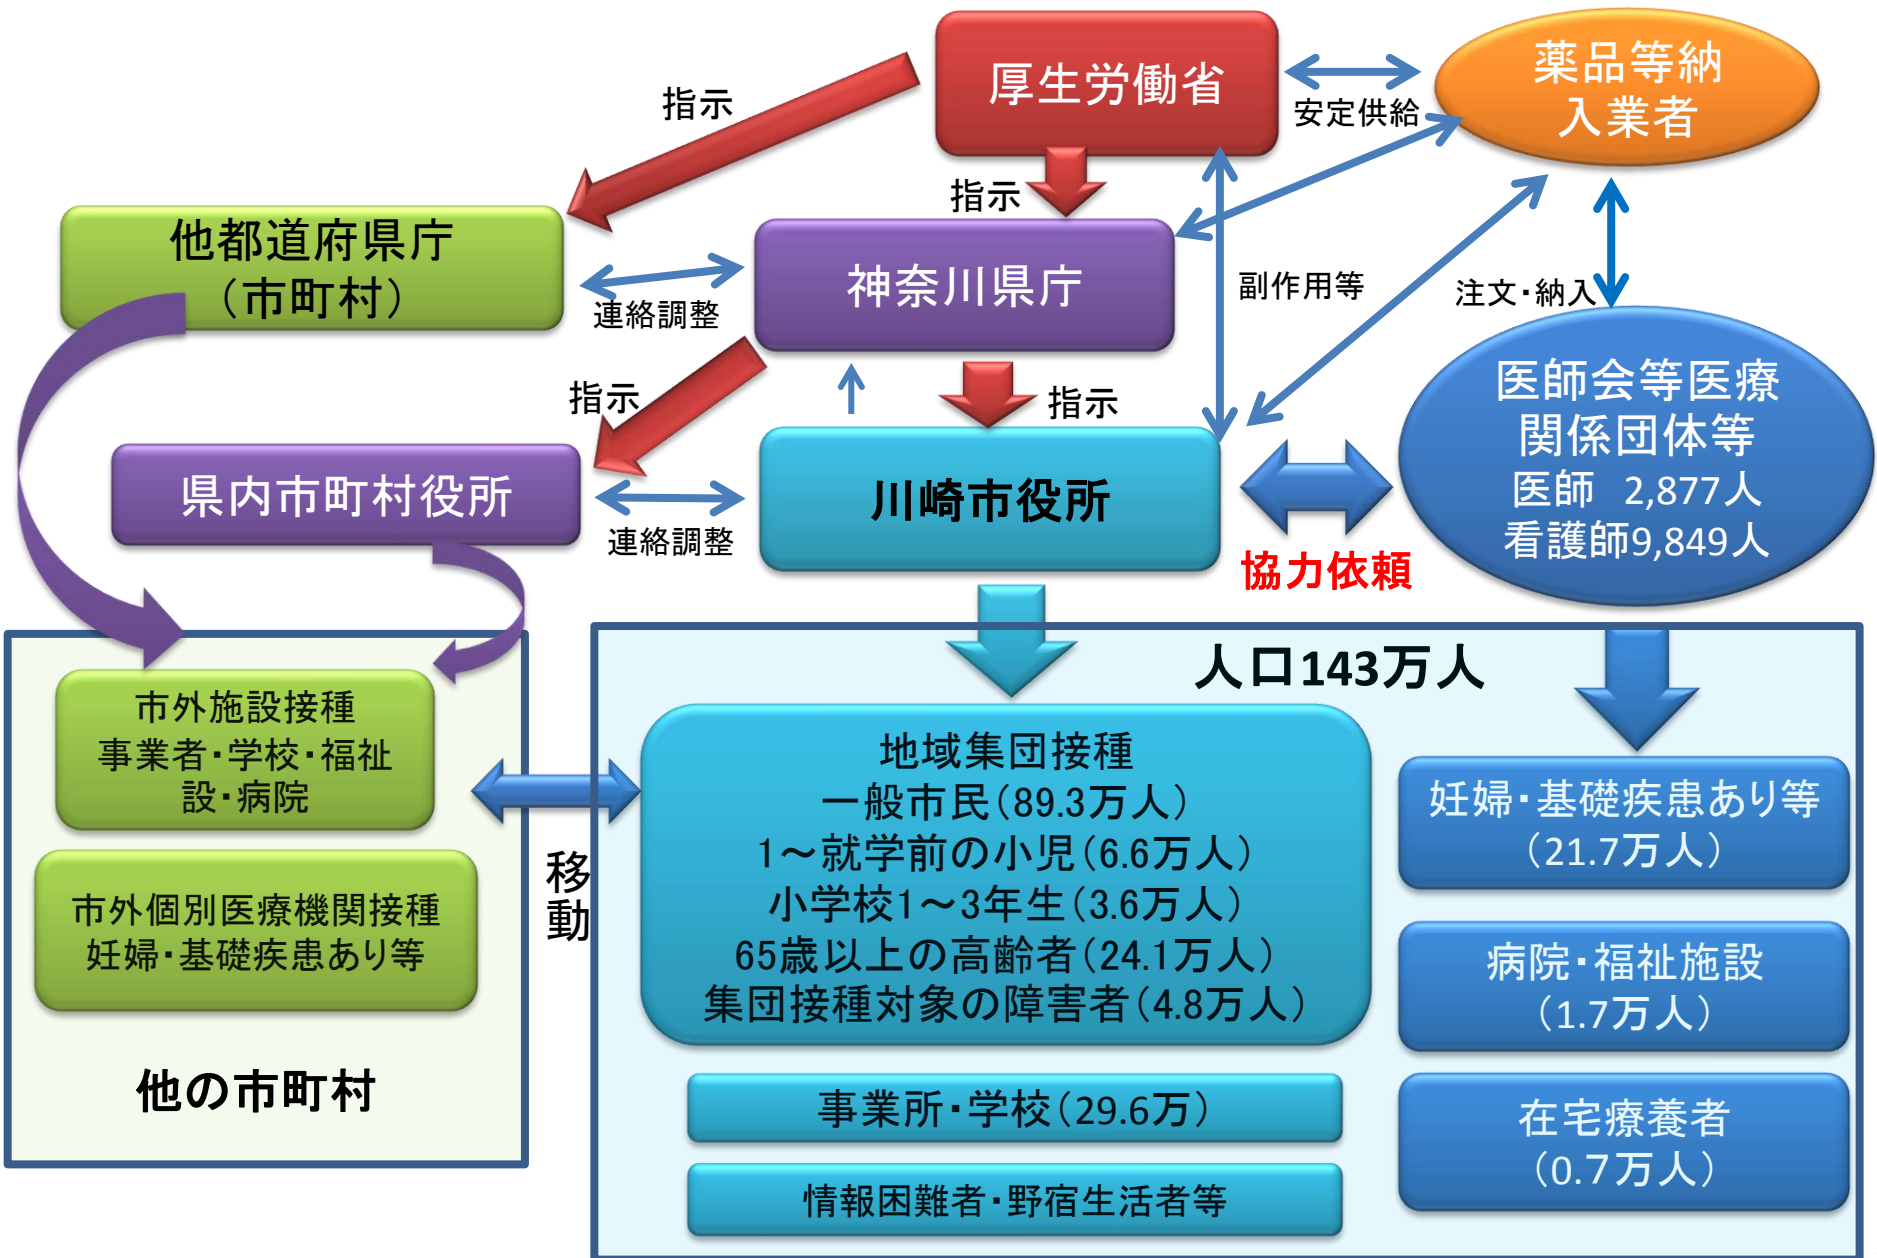 厚生労働省
薬品等納
入業者
指示
安定供給
指示
他都道府県庁
（市町村）
神奈川県庁
連絡調整
副作用等
注文・納入
指示
指示
医師会等医療
関係団体等
医師　2,877人
看護師9,849人
県内市町村役所
川崎市役所
連絡調整
協力依頼
人口143万人
市外施設接種
事業者・学校・福祉
設・病院
地域集団接種
一般市民（89.3万人）
1～就学前の小児（6.6万人）
小学校1～3年生（3.6万人）
65歳以上の高齢者（24.1万人）
集団接種対象の障害者（4.8万人）
妊婦・基礎疾患あり等
（21.7万人）
移動
市外個別医療機関接種
妊婦・基礎疾患あり等
病院・福祉施設
（1.7万人）
他の市町村
事業所・学校（29.6万）
在宅療養者
（0.7万人）
情報困難者・野宿生活者等